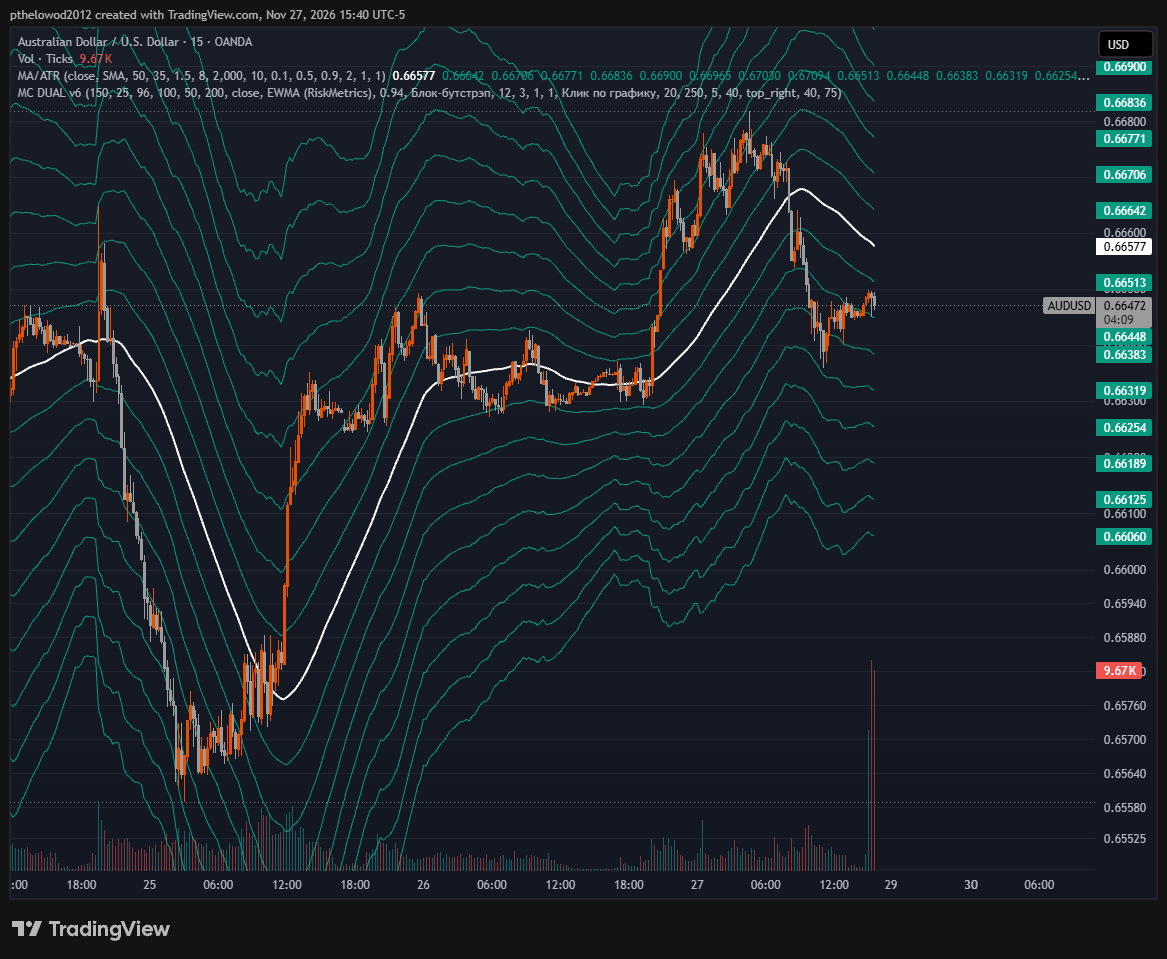 pthelowod2012 created with TradingView.com, Nov 27, 2026 15:40 UTC-5
Australian Dollar / U.S. Dollar · 15 · OANDA
USD
Vol · Ticks 9.67K
0.66900
MA/ATR (close, SMA, 50, 35, 1.5, 8, 2,000, 10, 0.1, 0.5, 0.9, 2, 1, 1) 0.66577 0.66642 0.66706 0.66771 0.66836 0.66900 0.66965 0.67030 0.67094 0.66513 0.66448 0.66383 0.66319 0.66254...
MC DUAL v6 (150, 25, 96, 100, 50, 200, close, EWMA (RiskMetrics), 0.94, Блок-бутстрэп, 12, 3, 1, 1, Клик по графику, 20, 250, 5, 40, top_right, 40, 75)
0.66836
0.66800
0.66771
0.66706
0.66642
0.66600
0.66577
0.66513
AUDUSD 0.66472
04:09
0.66448
0.66383
0.66319
0.66300
0.66254
0.66189
0.66125
0.66100
0.66060
0.66000
0.65940
0.65880
9.67K
0.65760
0.65700
0.65640
0.65580
0.65525
:00 18:00 25 06:00 12:00 18:00 26 06:00 12:00 18:00 27 06:00 12:00 29 30 06:00
TradingView